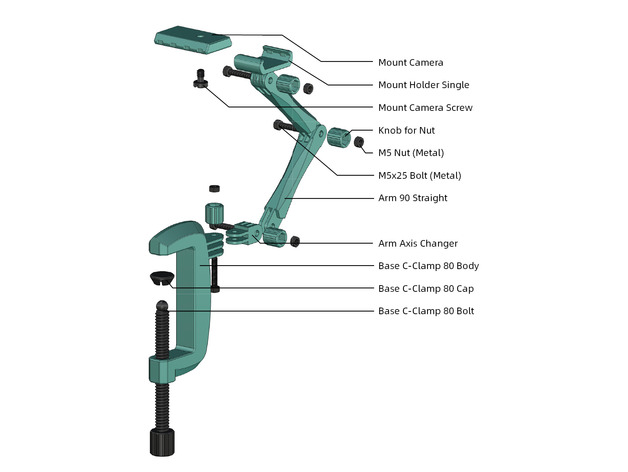 Mount Camera
Mount Holder Single
Mount Camera Screw
Knob for Nut
M5 Nut (Metal)
M5x25 Bolt (Metal)
Arm 90 Straight
Arm Axis Changer
Base C-Clamp 80 Body
Base C-Clamp 80 Cap
Base C-Clamp 80 Bolt